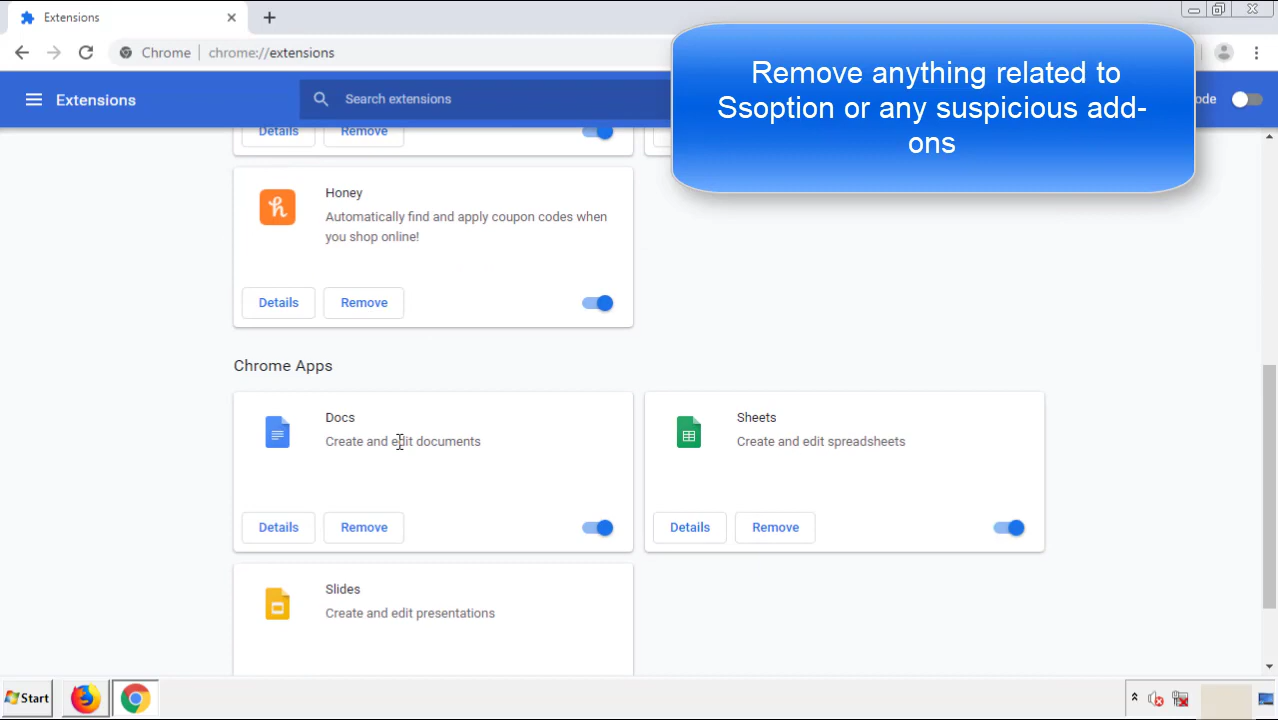 Extensions
Chrome
chrome://extensions
Extensions
Search extensions
ode
Remove anything related to
Ssoption or any suspicious add-
ons
Details
Remove
Honey
Automatically find and apply coupon codes when
you shop online!
Details
Remove
Chrome Apps
Docs
Create and edit documents
Details
Remove
Sheets
Create and edit spreadsheets
Details
Remove
Slides
Create and edit presentations
Start